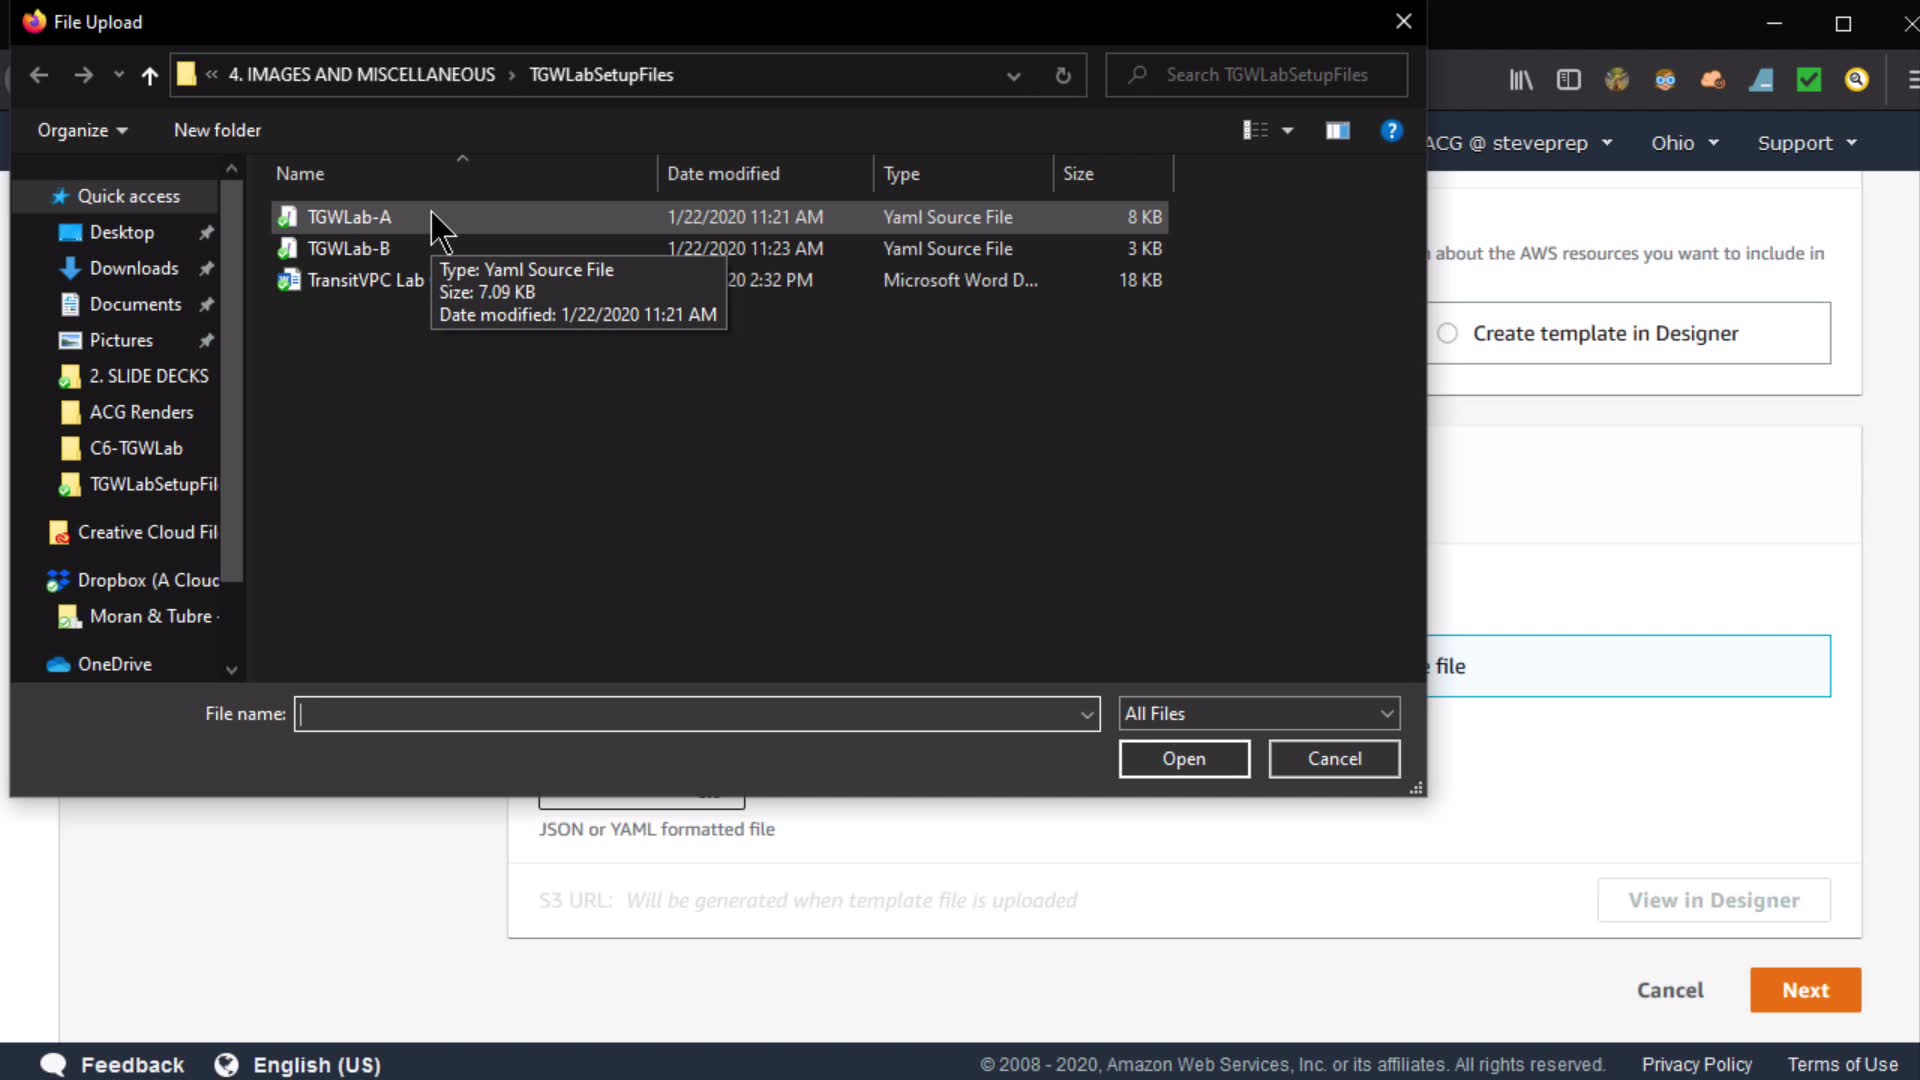 File Upload
« 4. IMAGES AND MISCELLANEOUS › TGWLabSetupFiles
Search TGWLabSetupFiles
Organize
New folder
ACG @ steveprep
Ohio
Support
Name
Date modified
Type
Size
Quick access
Desktop
Downloads
Documents
Pictures
2. SLIDE DECKS
ACG Renders
C6-TGWLab
TGWLabSetupFil
Creative Cloud Fil
Dropbox (A Cloud
Moran & Tubre -
OneDrive
TGWLab-A 1/22/2020 11:21 AM Yaml Source File 8 KB
TGWLab-B 1/22/2020 11:23 AM Yaml Source File 3 KB
TransitVPC Lab 20 2:32 PM Microsoft Word D... 18 KB
Type: Yaml Source File
Size: 7.09 KB
Date modified: 1/22/2020 11:21 AM
about the AWS resources you want to include in
Create template in Designer
file
File name:
All Files
Open
Cancel
JSON or YAML formatted file
S3 URL: Will be generated when template file is uploaded
View in Designer
Cancel
Next
Feedback
English (US)
© 2008 - 2020, Amazon Web Services, Inc. or its affiliates. All rights reserved.
Privacy Policy
Terms of Use